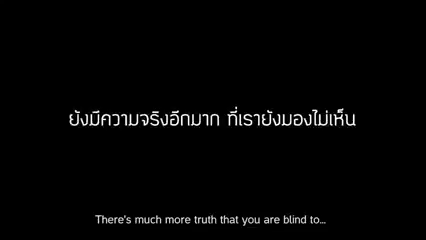 ยังมีความจริงอีกมาก ที่เรายังมองไม่เห็น
There's much more truth that you are blind to...